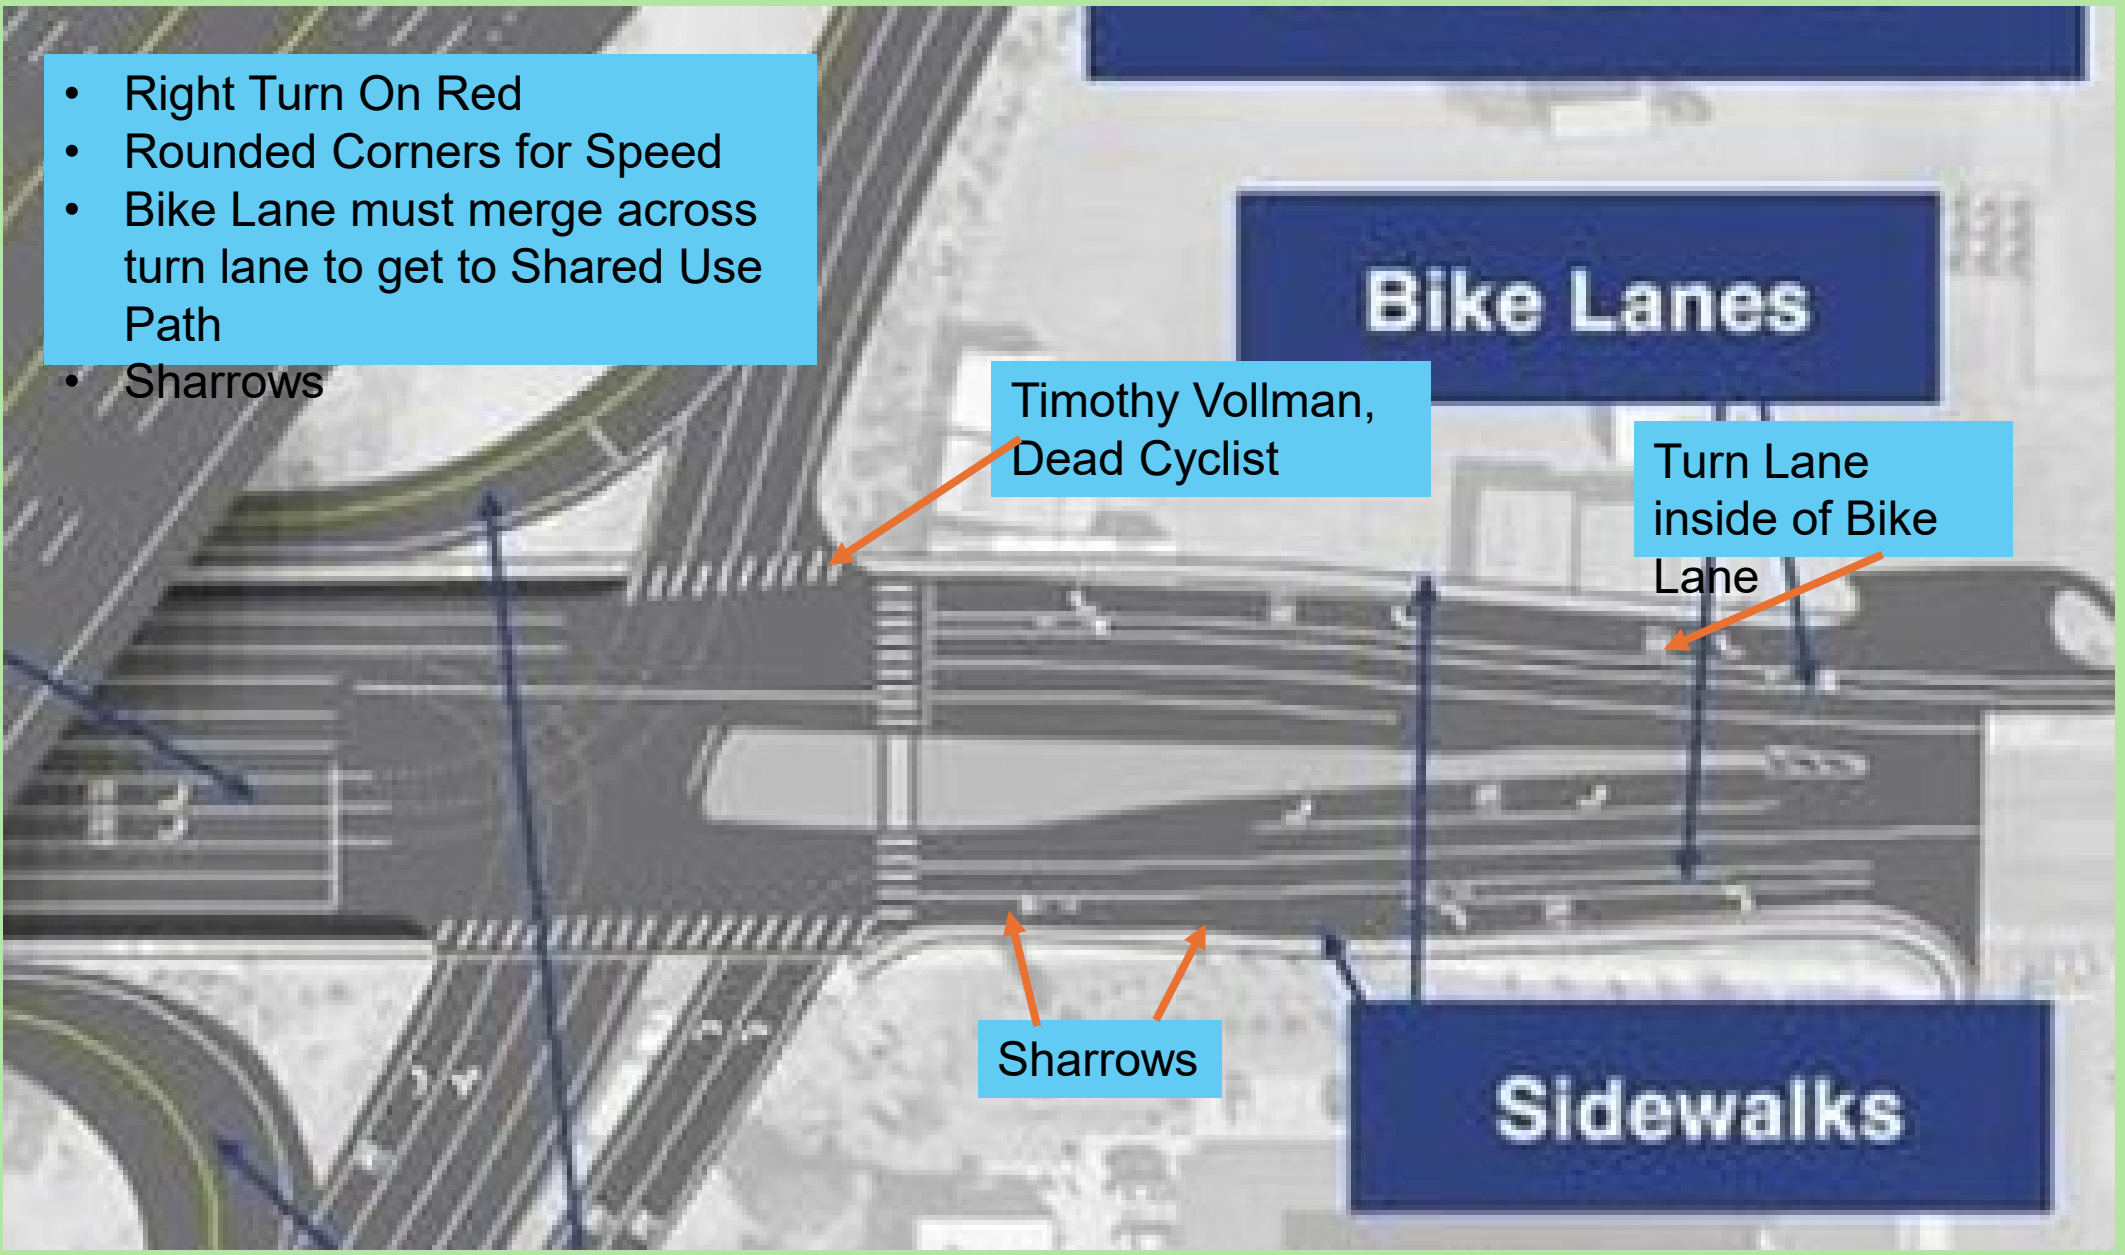 • Right Turn On Red
• Rounded Corners for Speed
• Bike Lane must merge across
turn lane to get to Shared Use
Path
• Sharrows
Bike Lanes
Timothy Vollman,
Dead Cyclist
Turn Lane
inside of Bike
Lane
Sharrows
Sidewalks